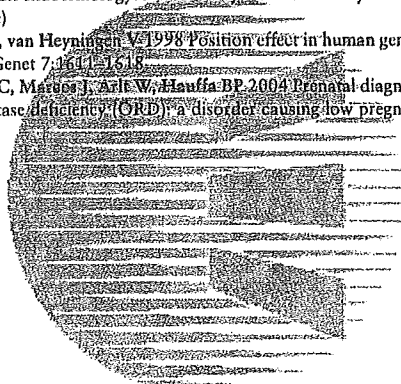 , van Heyningen V 1998 Position effect in human gen
Genet 7:1611–1618
C, Marcos J, Arlt W, Hauffa BP 2004 Prenatal diagn
tase deficiency (ORD): a disorder causing low pregn